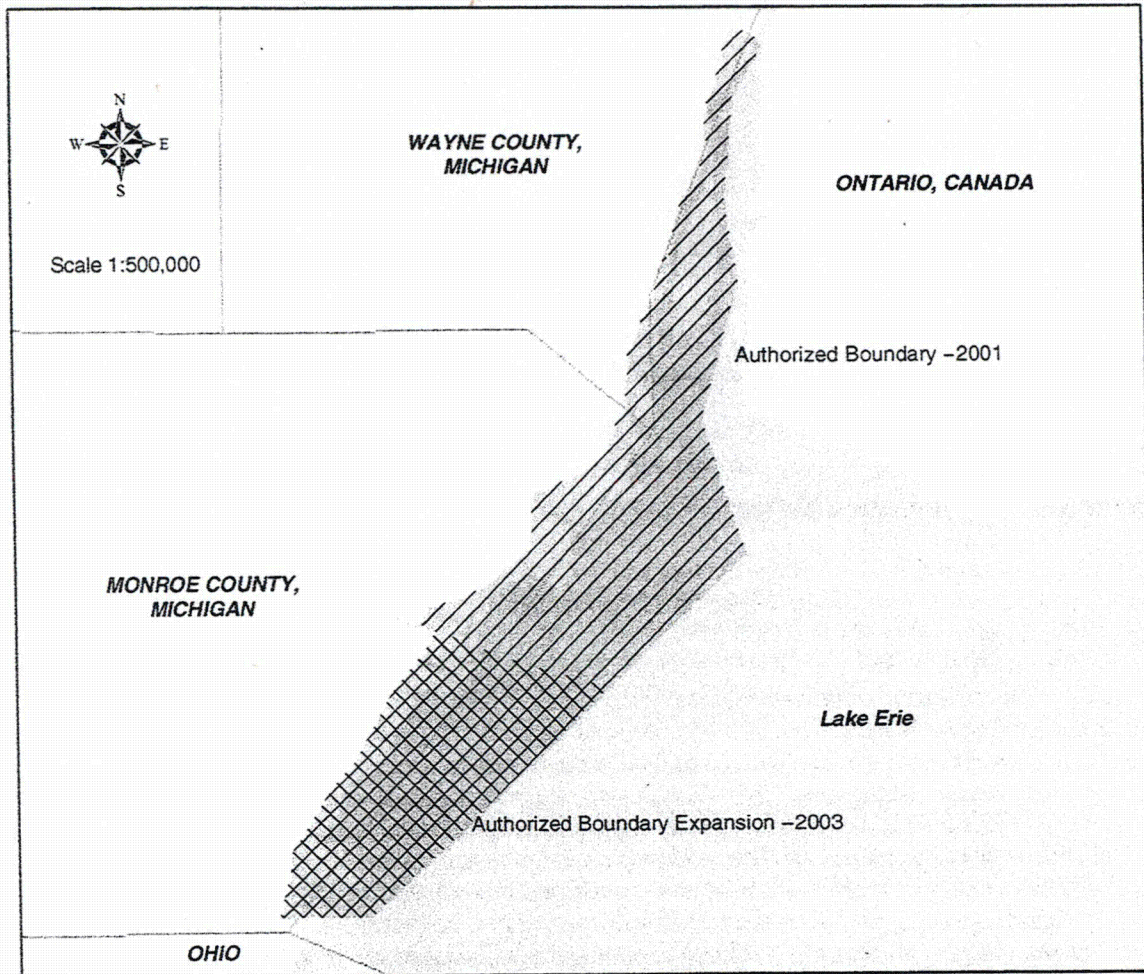 N
W E
S
Scale 1:500,000
WAYNE COUNTY,
MICHIGAN
ONTARIO, CANADA
Authorized Boundary –2001
MONROE COUNTY,
MICHIGAN
Lake Erie
Authorized Boundary Expansion –2003
OHIO